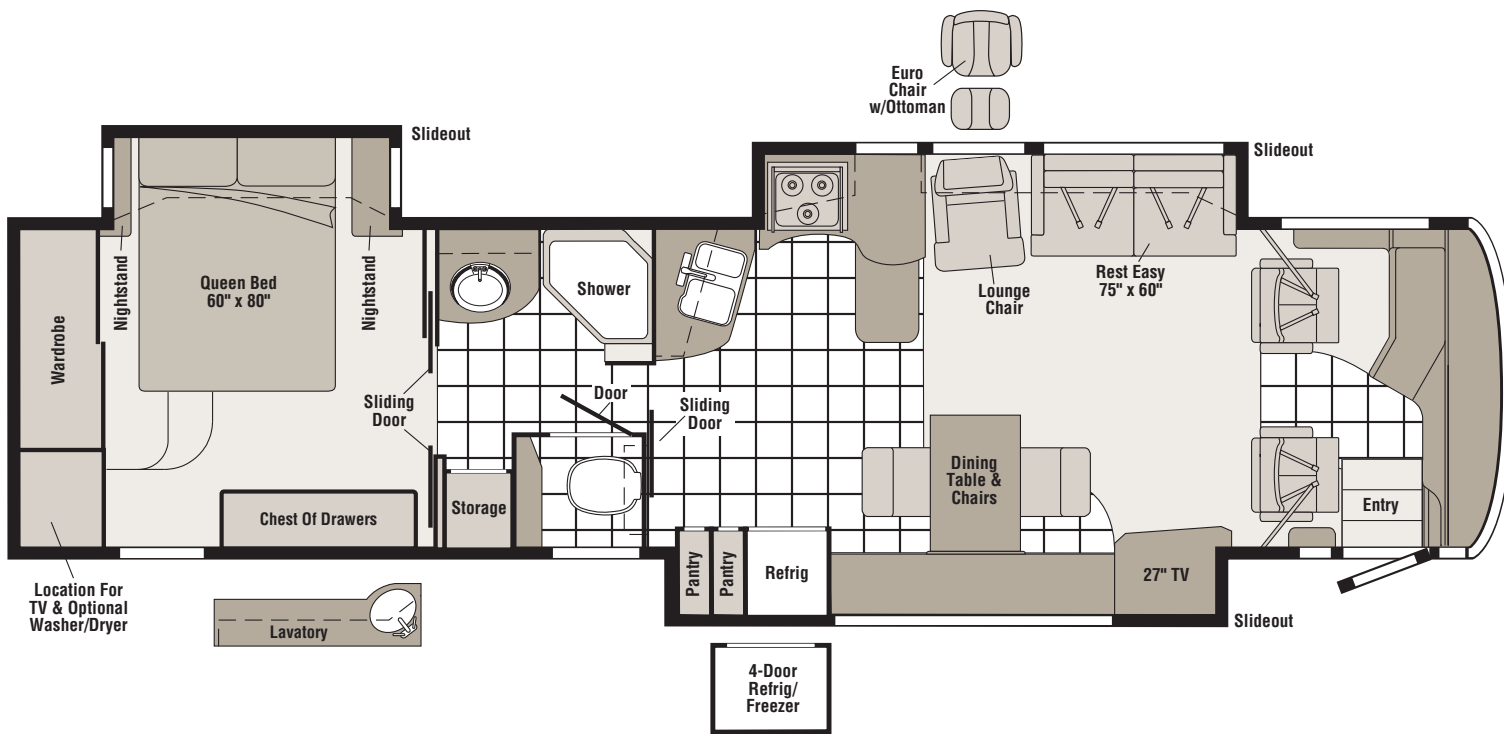 Euro
Chair
w/Ottoman
Slideout
Slideout
Nightstand
Queen Bed
60" x 80"
Nightstand
Wardrobe
Shower
Lounge
Chair
Rest Easy
75" x 60"
Sliding
Door
Door
Sliding
Door
Dining
Table &
Chairs
Storage
Chest Of Drawers
Entry
Pantry
Pantry
Refrig
27" TV
Location For
TV & Optional
Washer/Dryer
Lavatory
Slideout
4-Door
Refrig/
Freezer